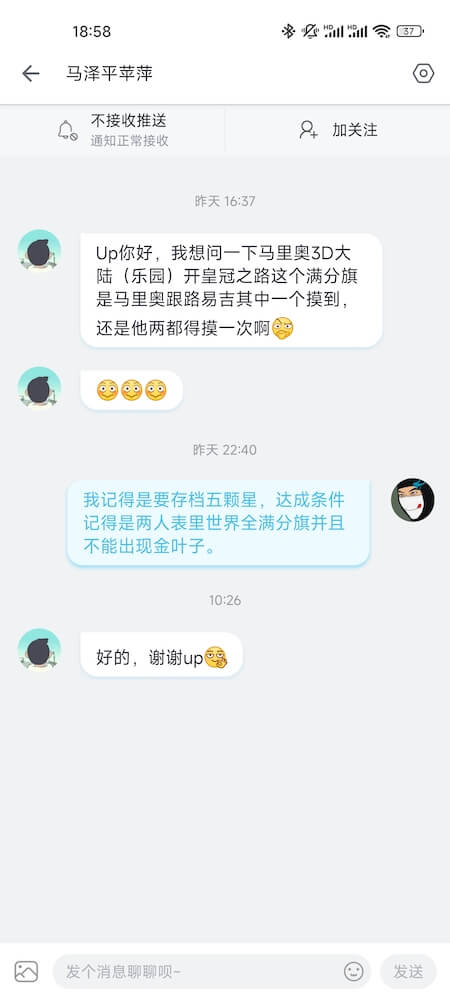 18:58
HD HD 37
马泽平苹萍
不接收推送
通知正常接收
加关注
昨天 16:37
Up你好，我想问一下马里奥3D大
陆（乐园）开皇冠之路这个满分旗
是马里奥跟路易吉其中一个摸到，
还是他两都得摸一次啊
昨天 22:40
我记得是要存档五颗星，达成条件
记得是两人表里世界全满分旗并且
不能出现金叶子。
10:26
好的，谢谢up
发个消息聊聊呗~
发送